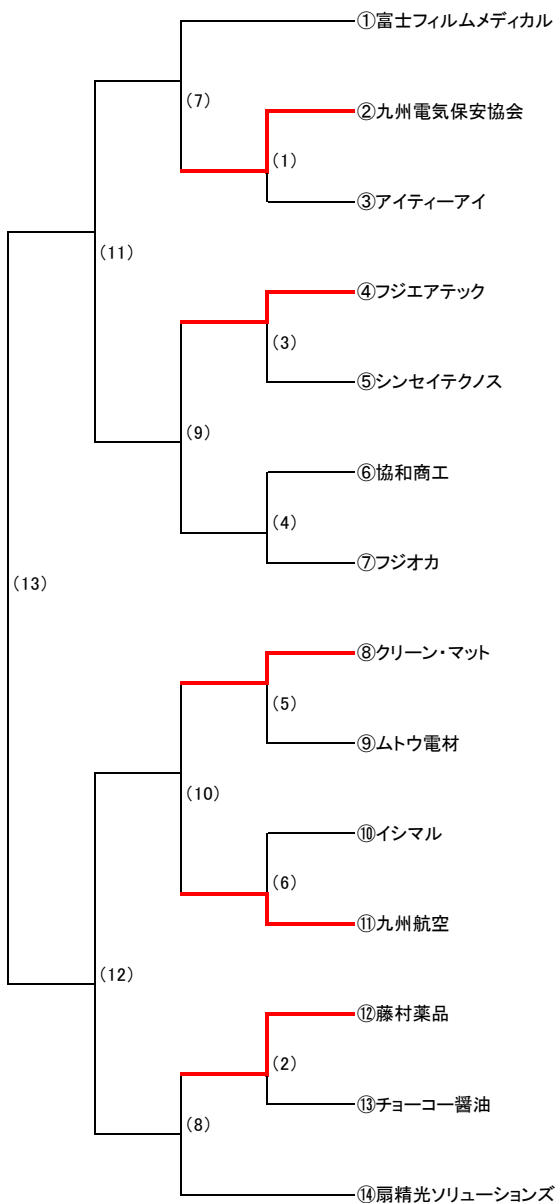 ①富士フィルムメディカル
(7)
②九州電気保安協会
(1)
③アイティーアイ
(11)
④フジエアテック
(3)
⑤シンセイテクノス
(9)
⑥協和商工
(4)
⑦フジオカ
(13)
⑧クリーン・マット
(5)
⑨ムトウ電材
(10)
⑩イシマル
(6)
⑪九州航空
(12)
⑫藤村薬品
(2)
⑬チョーコー醤油
(8)
⑭扇精光ソリューションズ